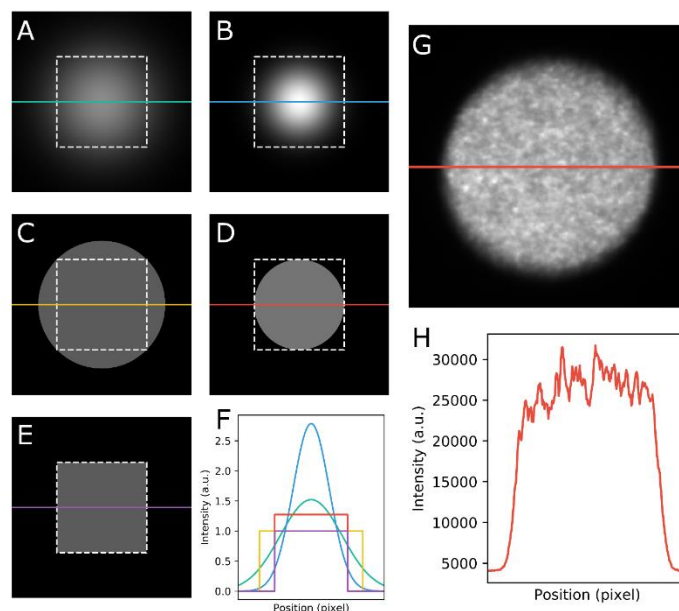 A
B
G
C
D
E
F
2.5
2.0
1.5
1.0
0.5
0.0
Intensity (a.u.)
Position (pixel)
H
30000
25000
20000
15000
10000
5000
Intensity (a.u.)
Position (pixel)